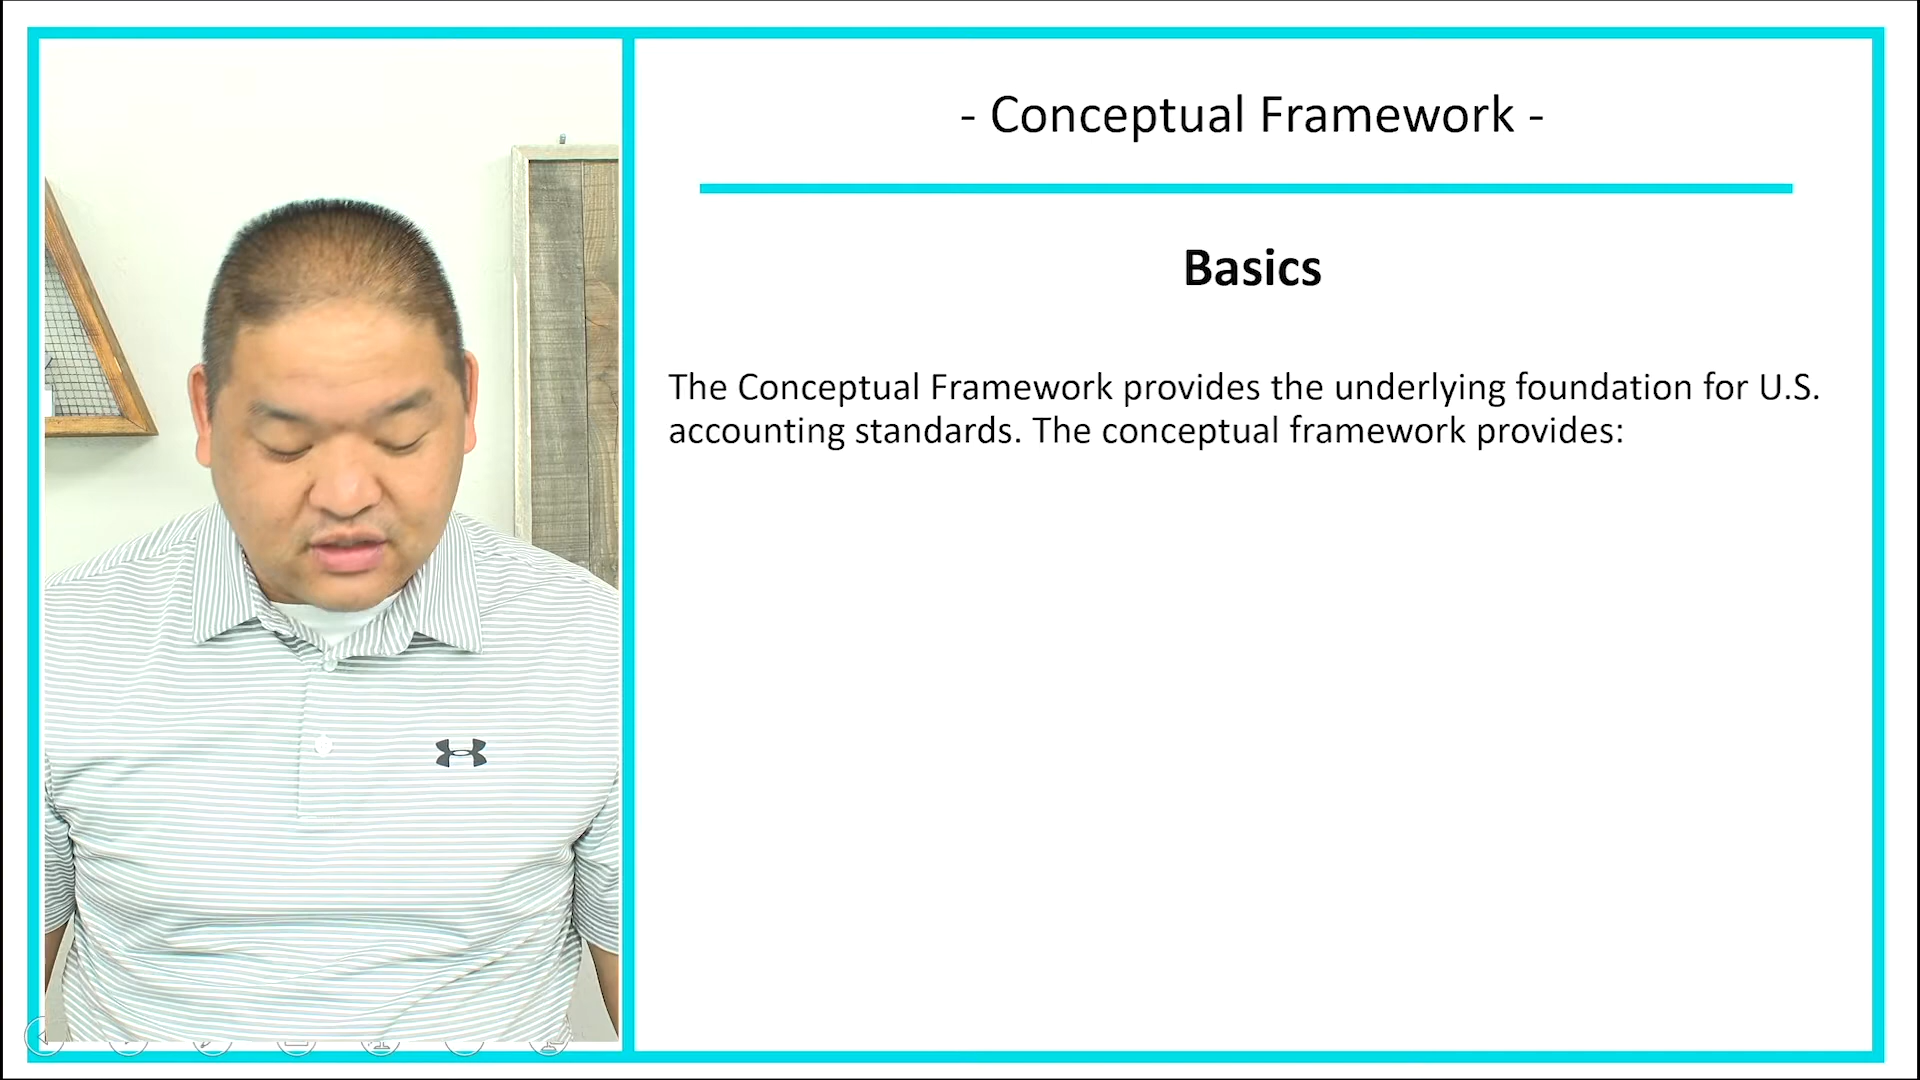 - Conceptual Framework -
Basics
The Conceptual Framework provides the underlying foundation for U.S.
accounting standards. The conceptual framework provides: